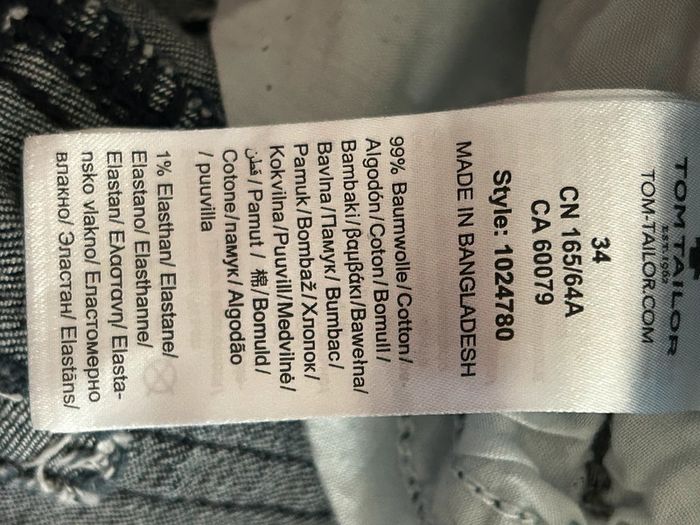 TOM TAILOR
EST. 1962
TOM-TAILOR.COM
34
CN 165/64A
CA 60079
Style: 1024780
MADE IN BANGLADESH
99% Baumwolle/Cotton/
Algodón/Coton/Bomull/
Bambaki/βαμβάκι/Bawełna/
Bavlna/Памук/ Bumbac/
Pamuk/Bombaž/Хлопок/
Kokvilna/Puuvill/Medvilnė/
قطن/Pamut / 棉/Bomuld/
Cotone/памук/Algodão
/ puuvilla
1% Elasthan/ Elastane/
Elastano/ Elasthanne/
Elastan/ Ελαστανη/ Elasta-
nsko vlakno/ Еластомерно
влакно/ Эластан/ Elastāns/